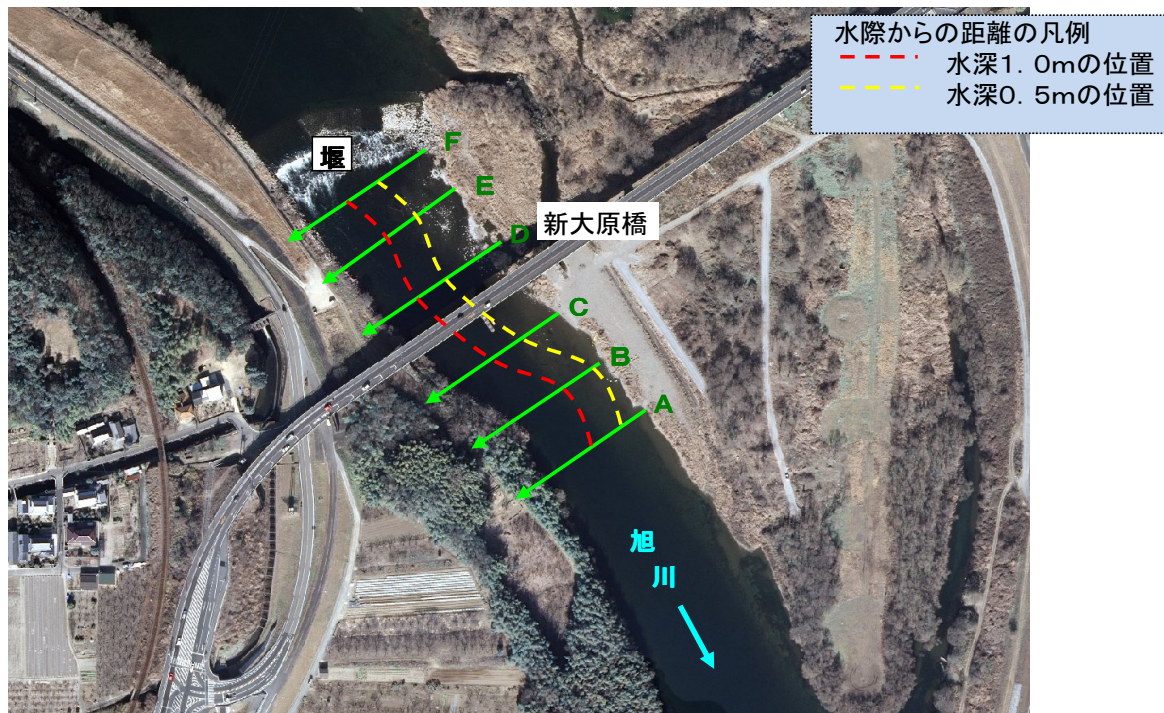 水際からの距離の凡例
水深1.0mの位置
水深0.5mの位置
堰
F
E
D
新大原橋
C
B
A
旭
川